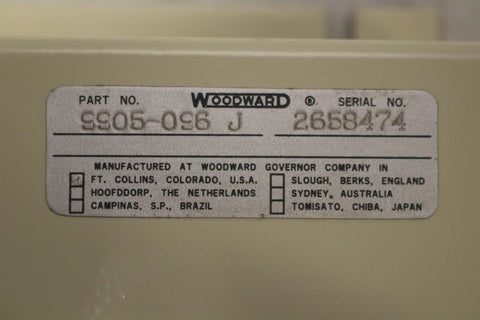 PART NO. WOODWARD ® SERIAL NO.
9905-096 J 2658474
MANUFACTURED AT WOODWARD GOVERNOR COMPANY IN
FT. COLLINS, COLORADO, U.S.A. SLOUGH, BERKS, ENGLAND
HOOFDDORP, THE NETHERLANDS SYDNEY, AUSTRALIA
CAMPINAS, S.P., BRAZIL TOMISATO, CHIBA, JAPAN